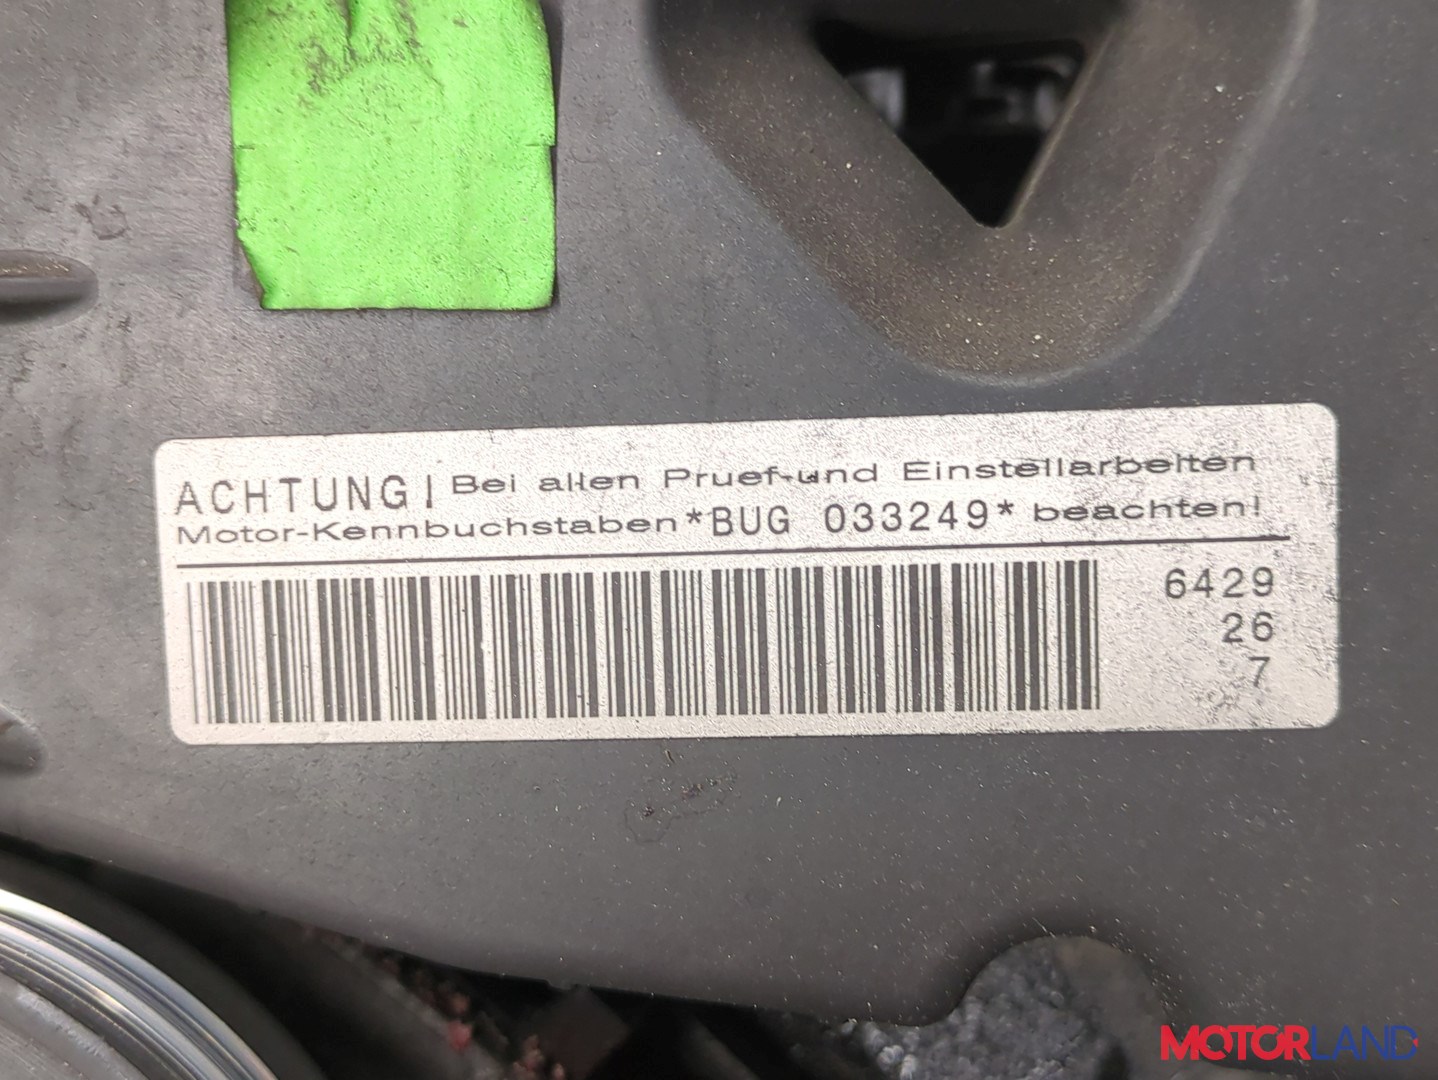 ACHTUNG! Bei allen Pruef-und Einstellarbeiten
Motor-Kennbuchstaben *BUG 033249* beachten!
6429
26
7
MOTORLAND